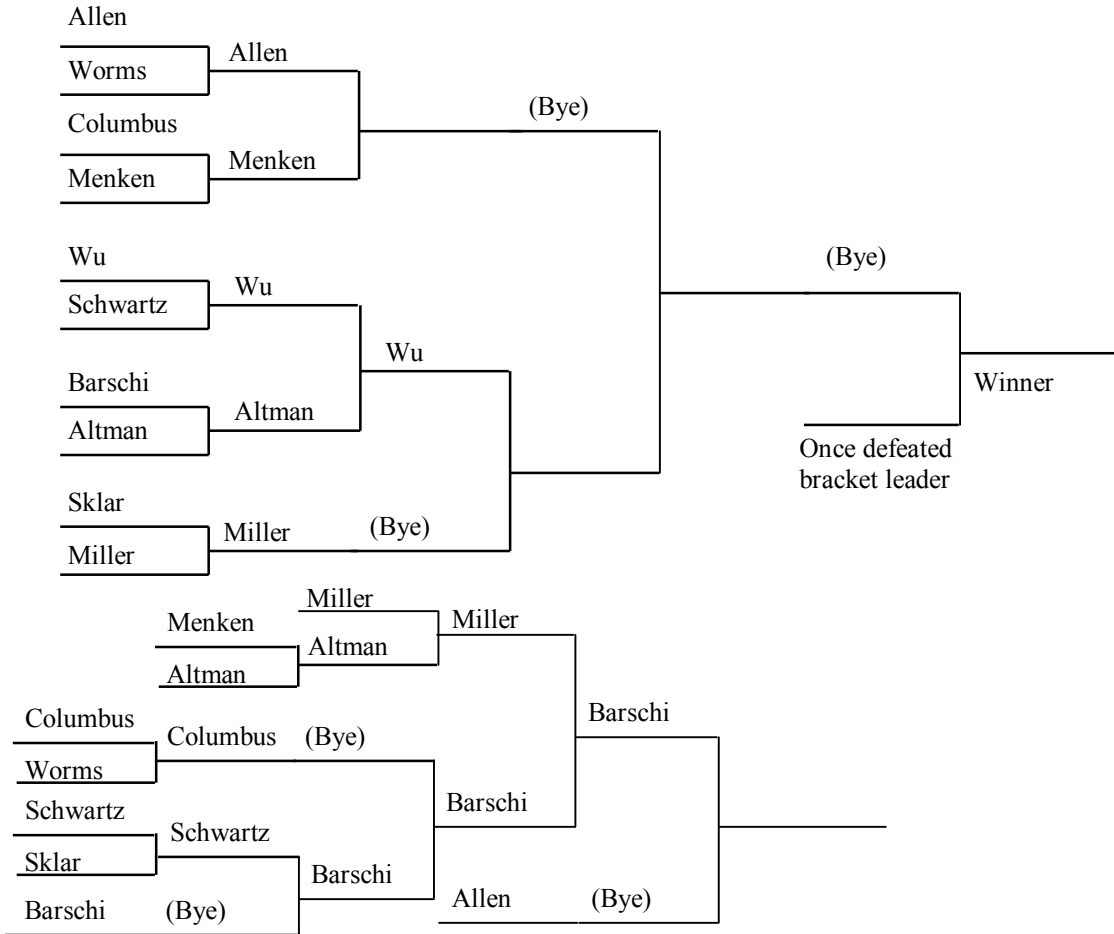 Allen
Worms
Allen
Columbus
Menken
Menken
(Bye)
Wu
Schwartz
Wu
Barschi
Altman
Altman
Wu
Sklar
Miller
Miller
(Bye)
(Bye)
Winner
Once defeated
bracket leader
Miller
Menken
Altman
Altman
Miller
Columbus
Worms
Columbus
(Bye)
Schwartz
Sklar
Schwartz
Barschi
(Bye)
Barschi
Barschi
Barschi
Allen
(Bye)